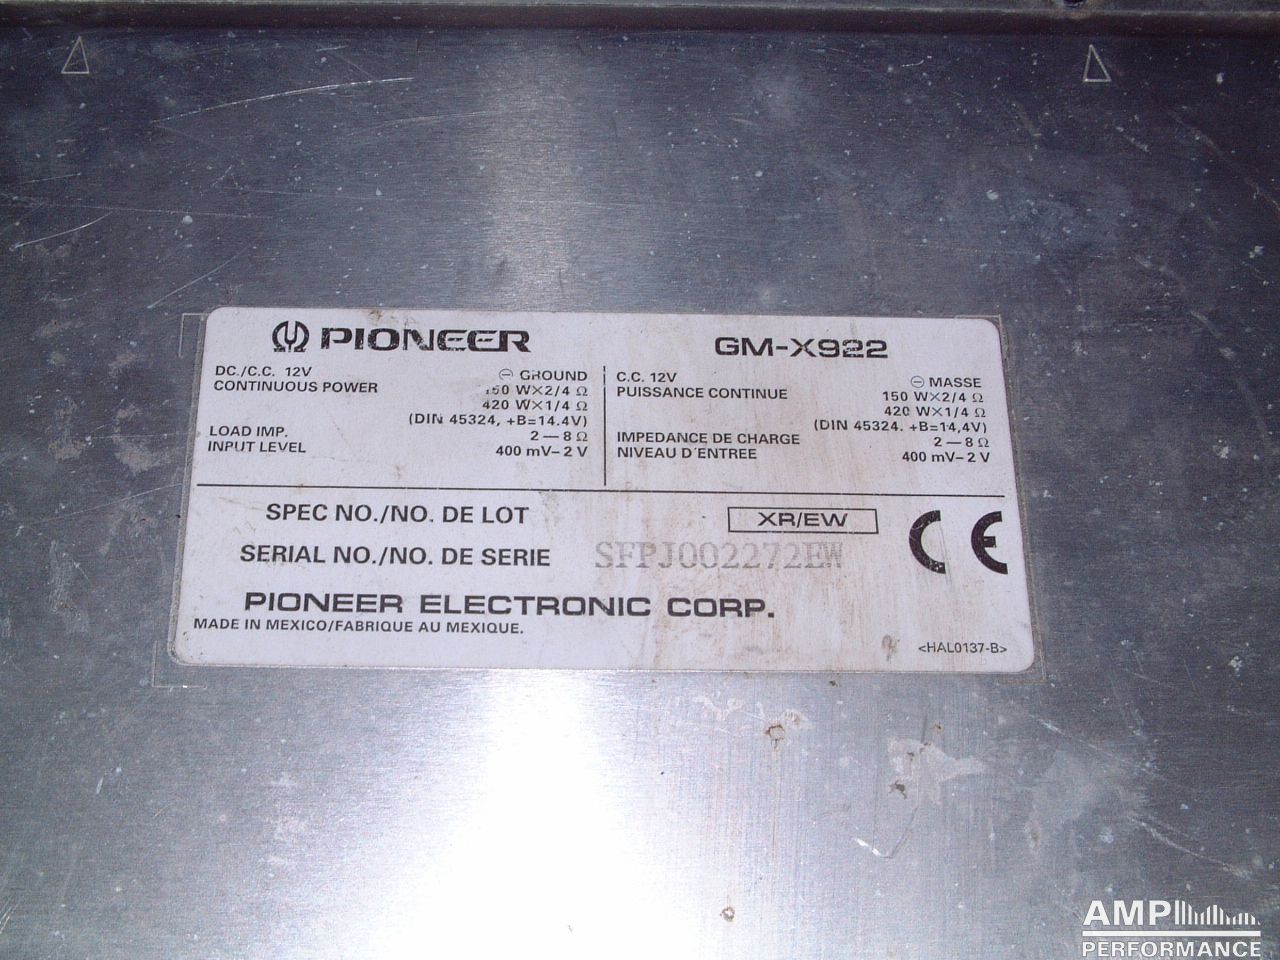 PIONEER
GM-X922
DC./C.C. 12V ⊖ GROUND
CONTINUOUS POWER 150 W×2/4 Ω
420 W×1/4 Ω
(DIN 45324, +B=14.4V)
LOAD IMP. 2 — 8 Ω
INPUT LEVEL 400 mV– 2 V
C.C. 12V ⊖ MASSE
PUISSANCE CONTINUE 150 W×2/4 Ω
420 W×1/4 Ω
(DIN 45324. +B=14,4V)
IMPEDANCE DE CHARGE 2 — 8 Ω
NIVEAU D'ENTREE 400 mV– 2 V
SPEC NO./NO. DE LOT XR/EW
SERIAL NO./NO. DE SERIE SFPJ002272EW
CE
PIONEER ELECTRONIC CORP.
MADE IN MEXICO/FABRIQUE AU MEXIQUE.
<HAL0137-B>
AMP
PERFORMANCE